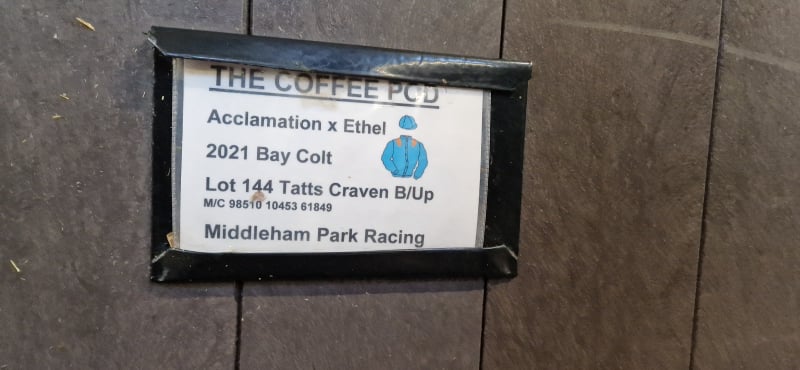 THE COFFEE POD
Acclamation x Ethel
2021 Bay Colt
Lot 144 Tatts Craven B/Up
M/C 98510 10453 61849
Middleham Park Racing